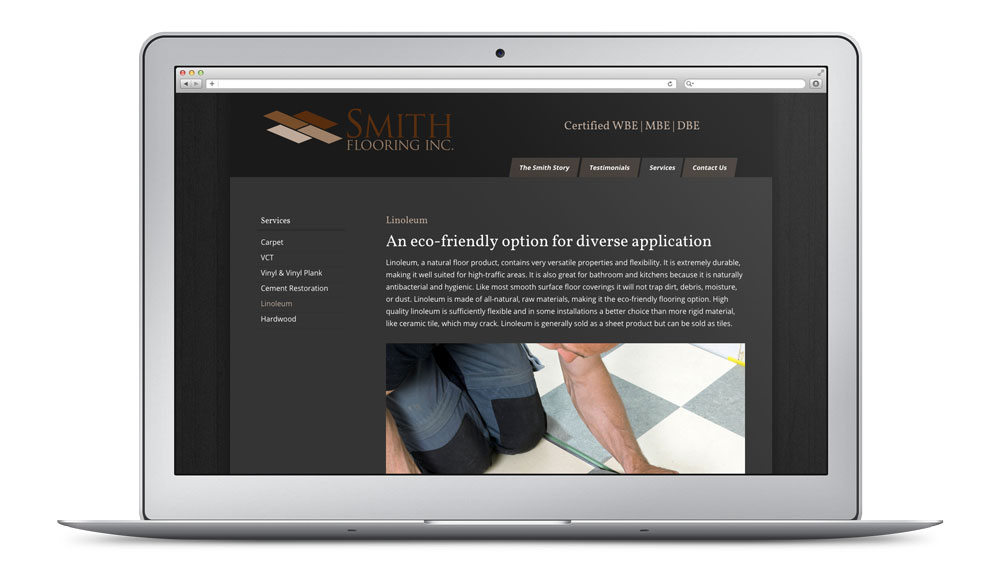 SMITH
FLOORING INC.
Certified WBE | MBE | DBE
The Smith Story
Testimonials
Services
Contact Us
Services
Carpet
VCT
Vinyl & Vinyl Plank
Cement Restoration
Linoleum
Hardwood
Linoleum
An eco-friendly option for diverse application
Linoleum, a natural floor product, contains very versatile properties and flexibility. It is extremely durable,
making it well suited for high-traffic areas. It is also great for bathroom and kitchens because it is naturally
antibacterial and hygienic. Like most smooth surface floor coverings it will not trap dirt, debris, moisture,
or dust. Linoleum is made of all-natural, raw materials, making it the eco-friendly flooring option. High
quality linoleum is sufficiently flexible and in some installations a better choice than more rigid material,
like ceramic tile, which may crack. Linoleum is generally sold as a sheet product but can be sold as tiles.